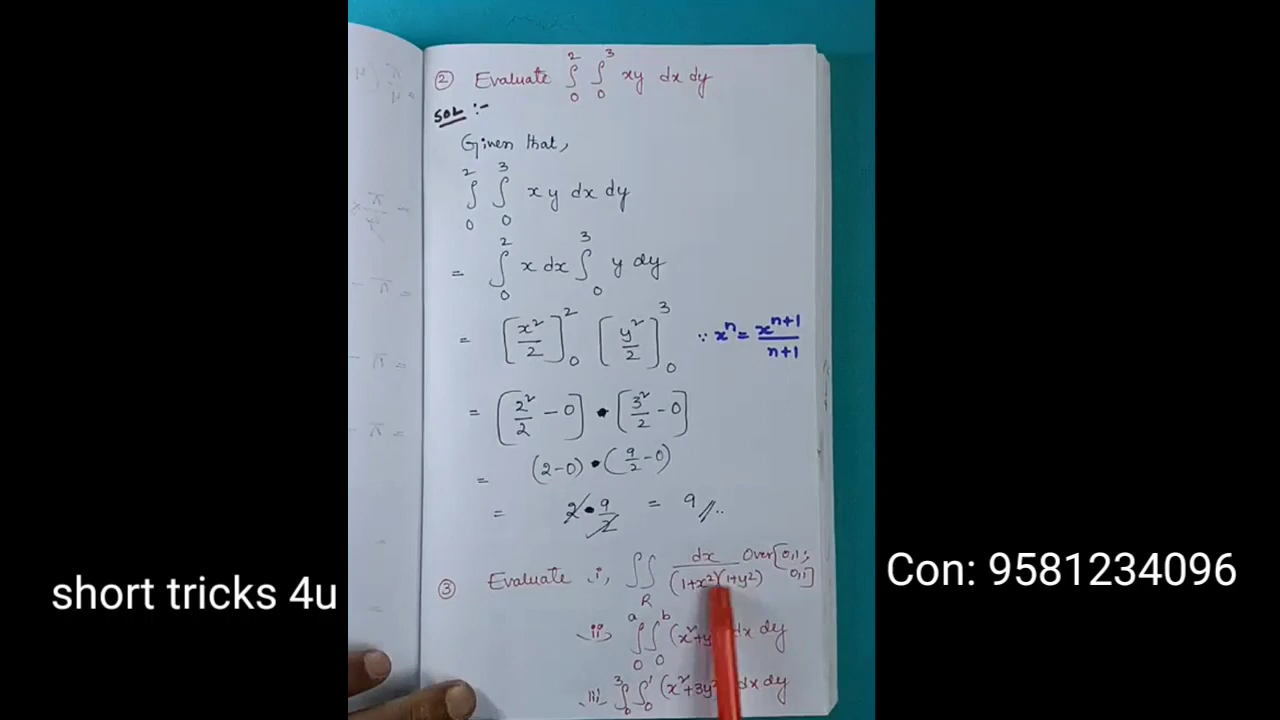 ② Evaluate ∫₀² ∫₀³ xy dx dy
SOL :-
Given that,
∫₀² ∫₀³ x y dx dy
= ∫₀² x dx ∫₀³ y dy
= [x²/2]₀² [y²/2]₀³ ∵ xⁿ = xⁿ⁺¹/n+1
= [2²/2 - 0] • [3²/2 - 0]
= (2-0) • (9/2 - 0)
= 2 • 9/2 = 9 //..
③ Evaluate i, ∫∫_R dx/(1+x²)(1+y²) Over [0,1; 0,1]
ii ∫₀ᵃ ∫₀ᵇ (x²+y dx dy
iii ∫₀³ ∫₀¹ (x²+3y² dx dy
short tricks 4u
Con: 9581234096